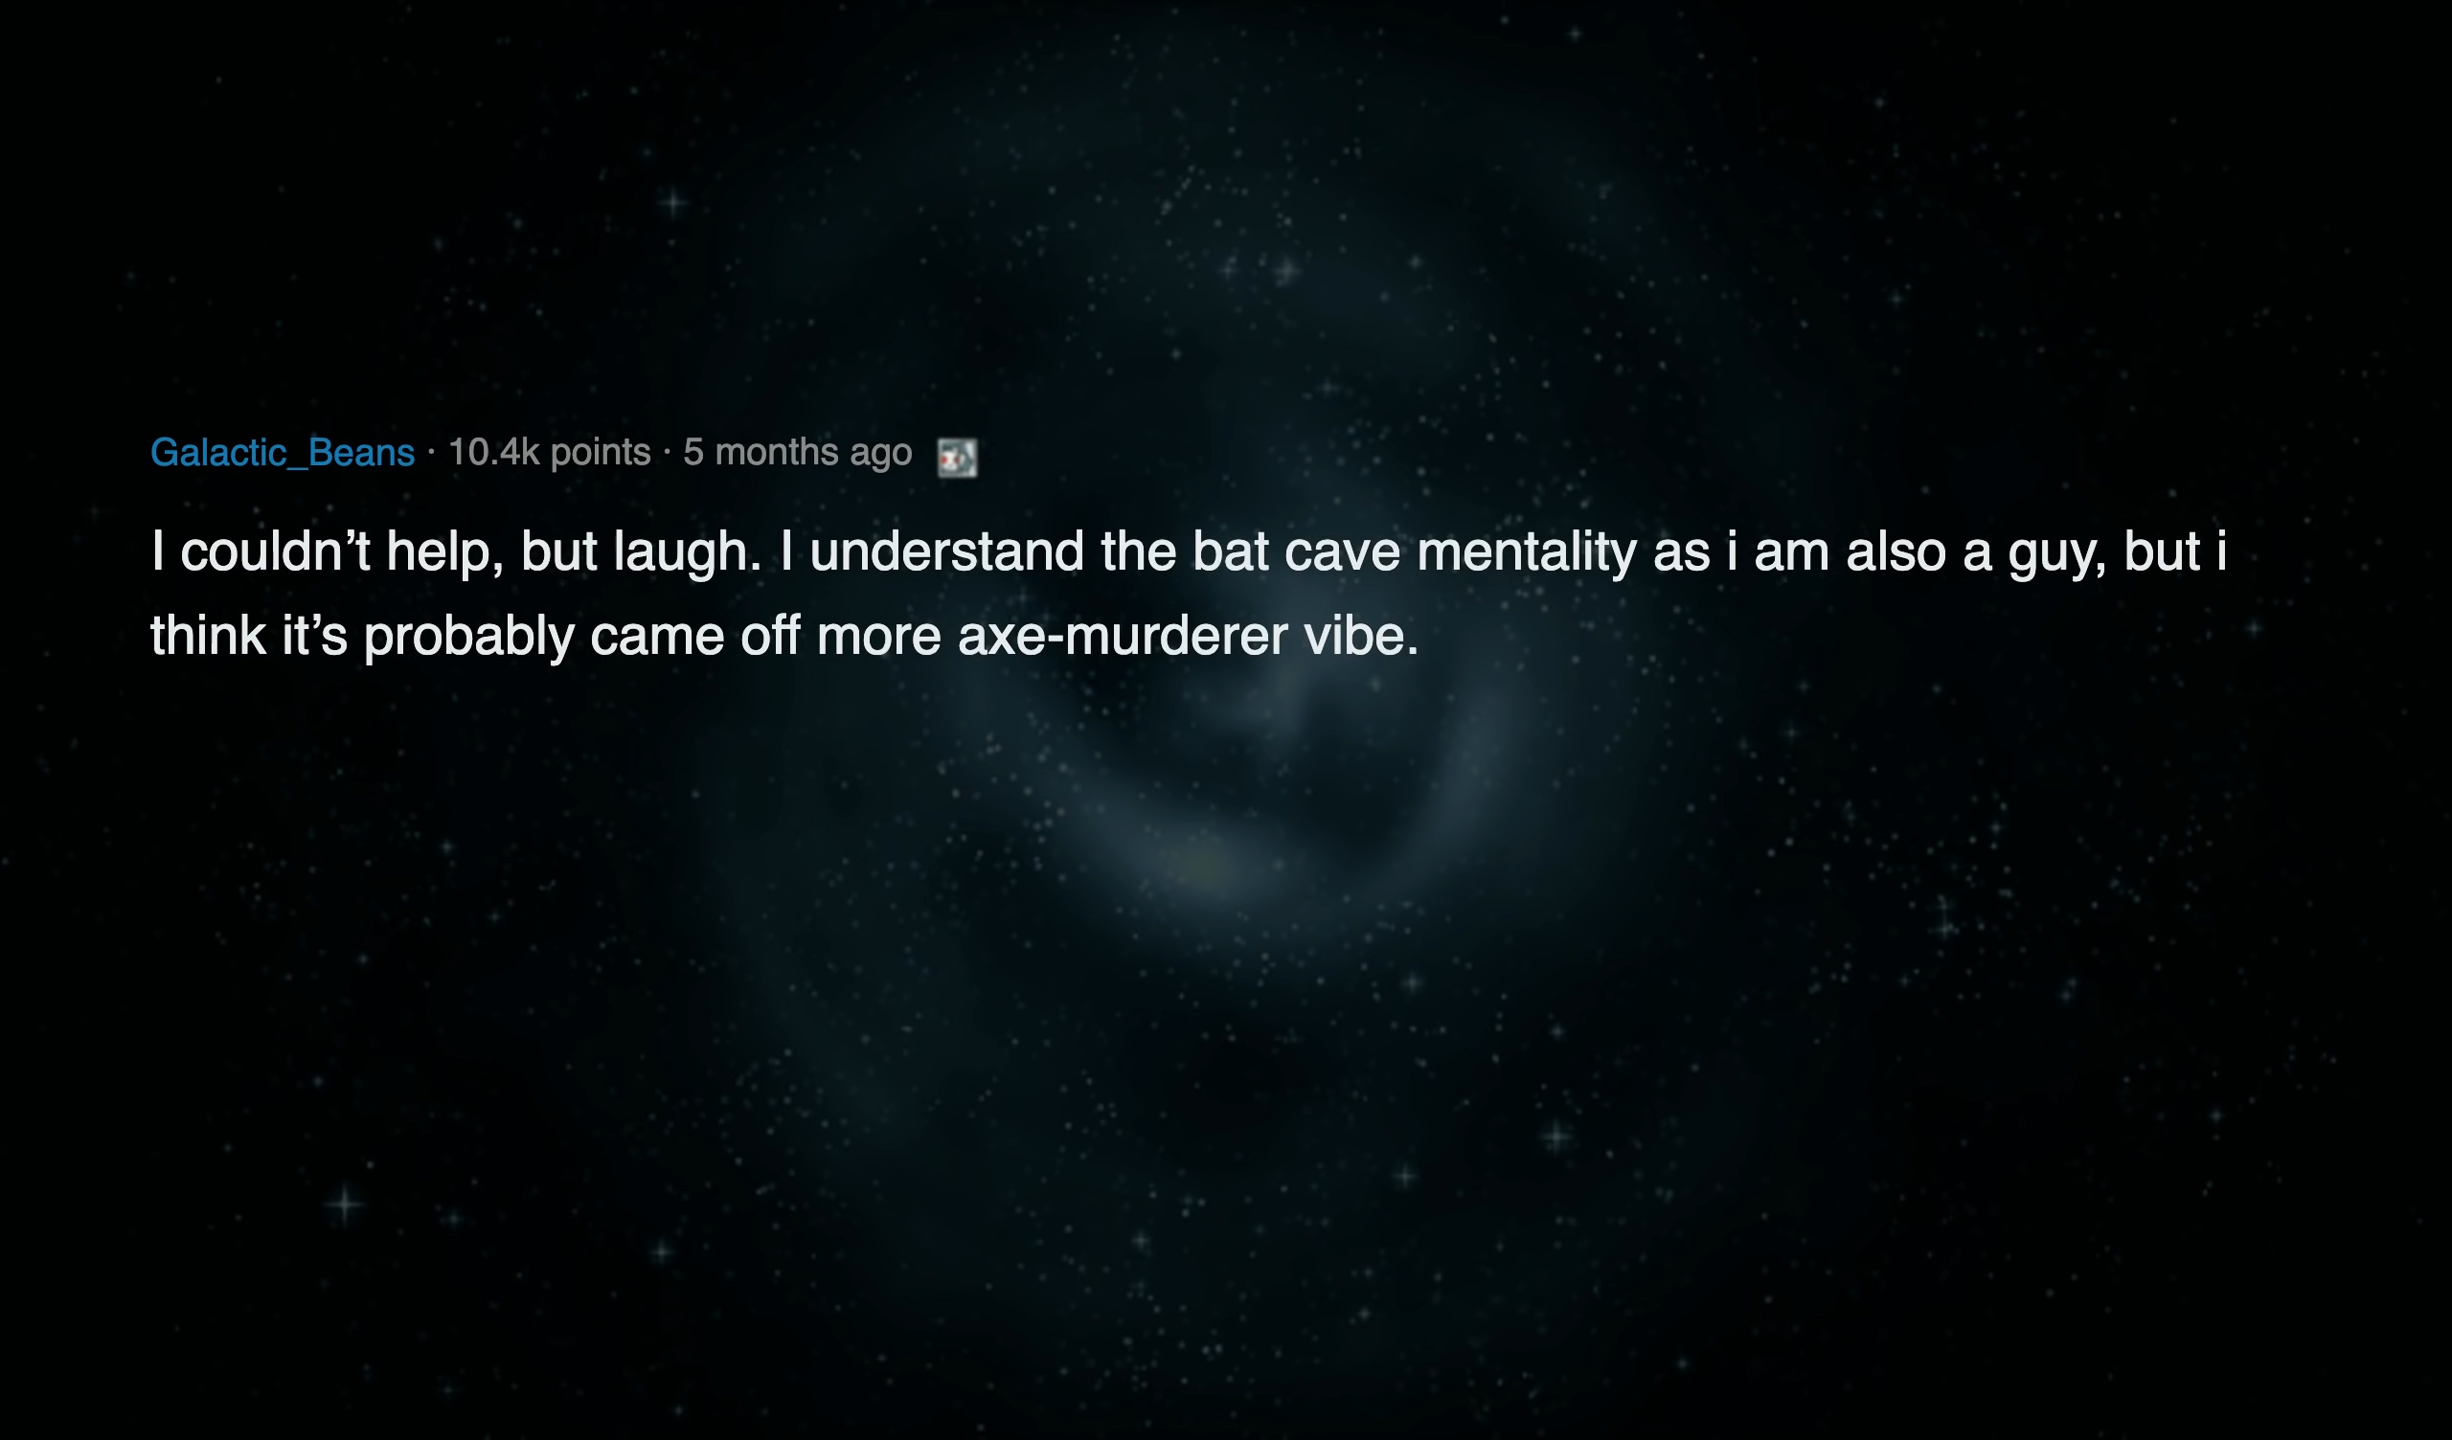 Galactic_Beans · 10.4k points · 5 months ago
I couldn’t help, but laugh. I understand the bat cave mentality as i am also a guy, but i
think it’s probably came off more axe-murderer vibe.